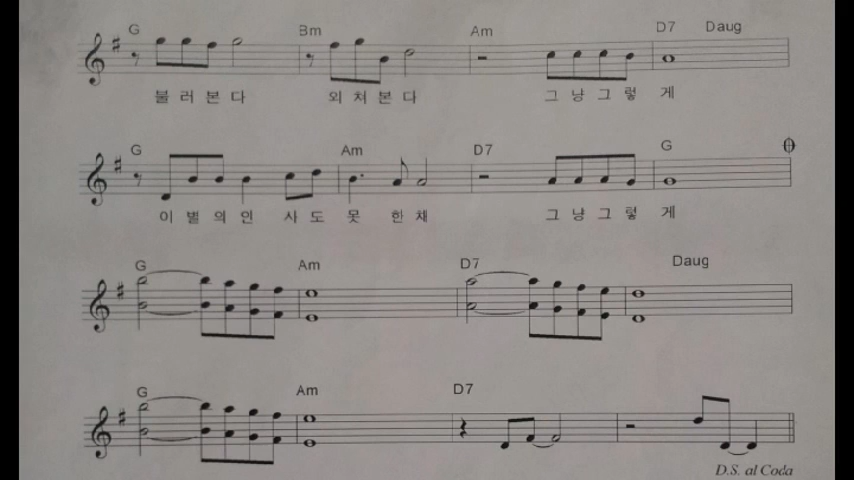 G Bm Am D7 Daug
불 러 본 다 외 쳐 본 다 그 냥 그 렇 게
G Am D7 G
이 별 의 인 사 도 못 한 채 그 냥 그 렇 게
G Am D7 Daug
G Am D7
D.S. al Coda